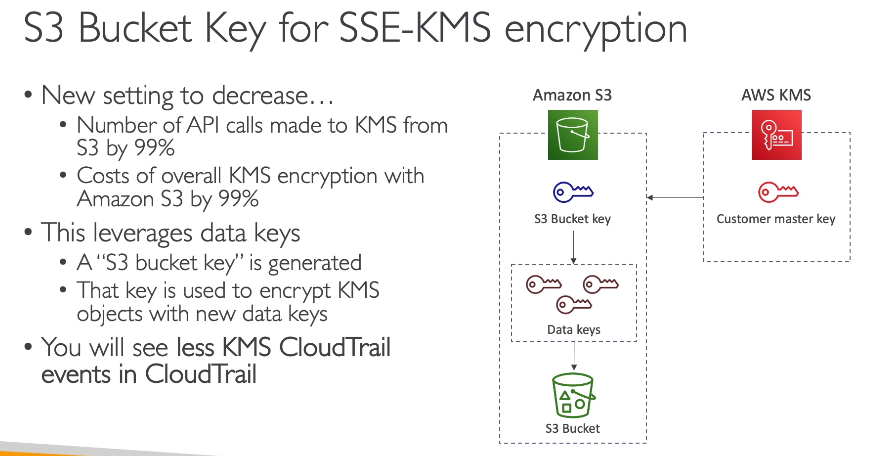 S3 Bucket Key for SSE-KMS encryption
• New setting to decrease…
• Number of API calls made to KMS from
S3 by 99%
• Costs of overall KMS encryption with
Amazon S3 by 99%
• This leverages data keys
• A “S3 bucket key” is generated
• That key is used to encrypt KMS
objects with new data keys
• You will see less KMS CloudTrail
events in CloudTrail
Amazon S3
AWS KMS
S3 Bucket key
Customer master key
Data keys
S3 Bucket